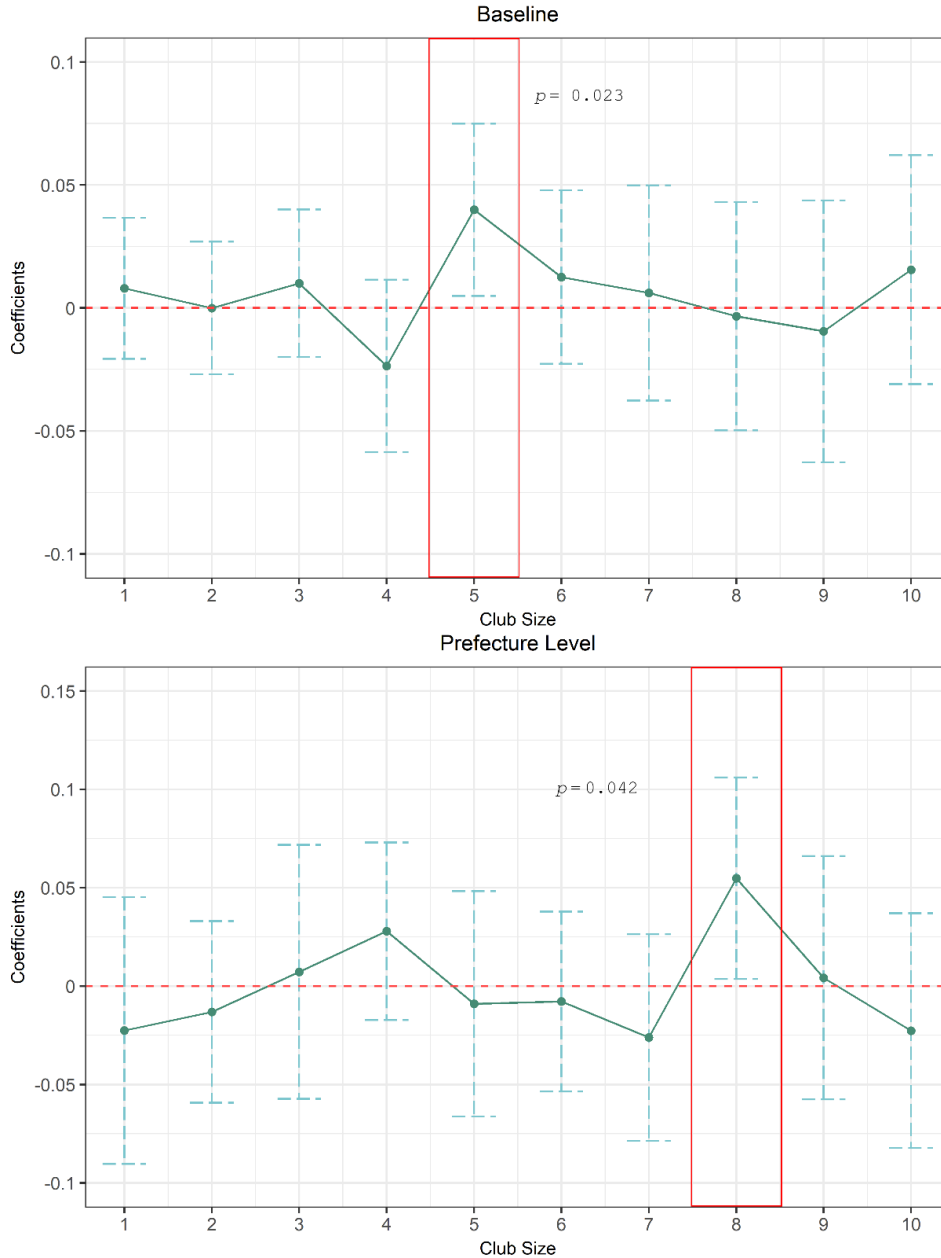 Baseline
0.1
p= 0.023
0.05
0
-0.05
-0.1
Coefficients
1 2 3 4 5 6 7 8 9 10
Club Size
Prefecture Level
0.15
0.1
p=0.042
0.05
0
-0.05
-0.1
Coefficients
1 2 3 4 5 6 7 8 9 10
Club Size